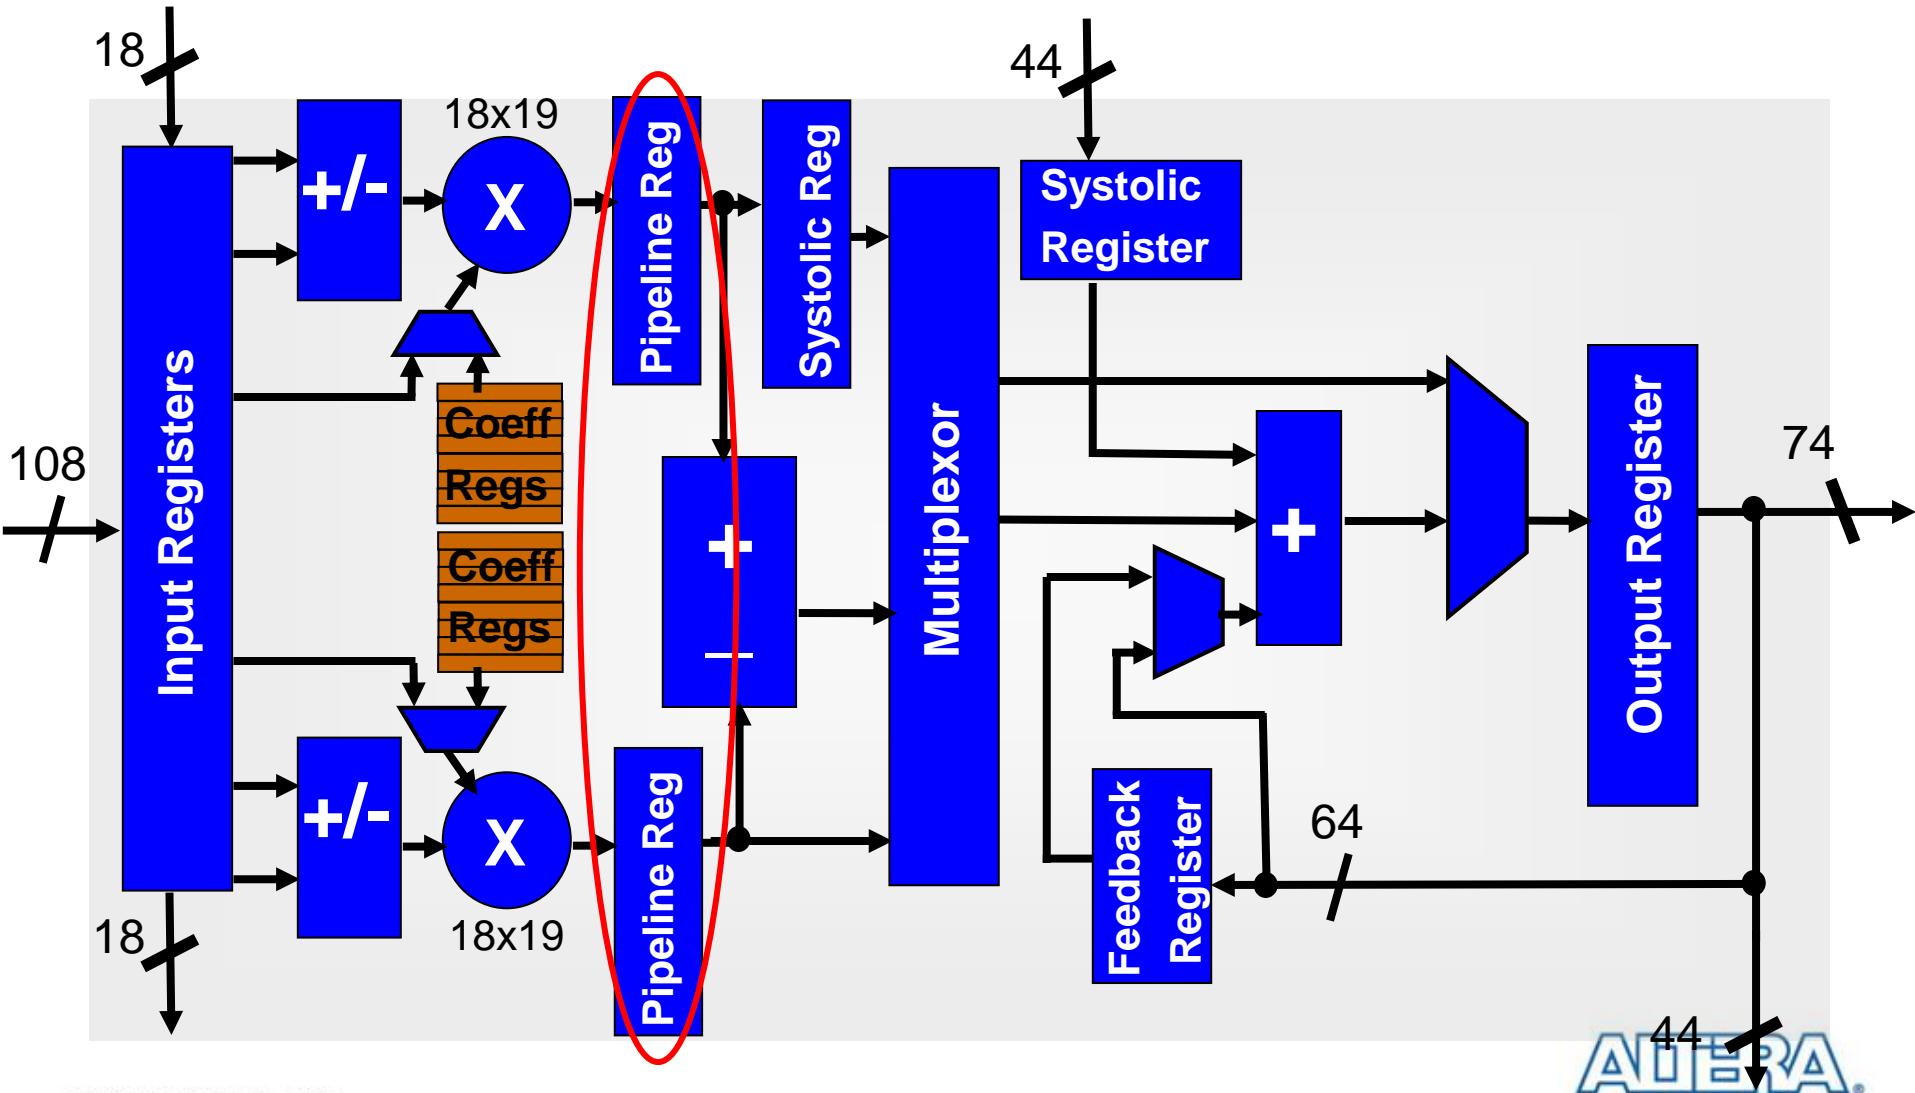 18
44
18x19
+/-
X
Pipeline Reg
Systolic Reg
Systolic
Register
Input Registers
Coeff
Regs
108
Coeff
Regs
+
–
Multiplexor
+
Output Register
74
+/-
X
18x19
Pipeline Reg
Feedback
Register
64
18
44
ALTERA